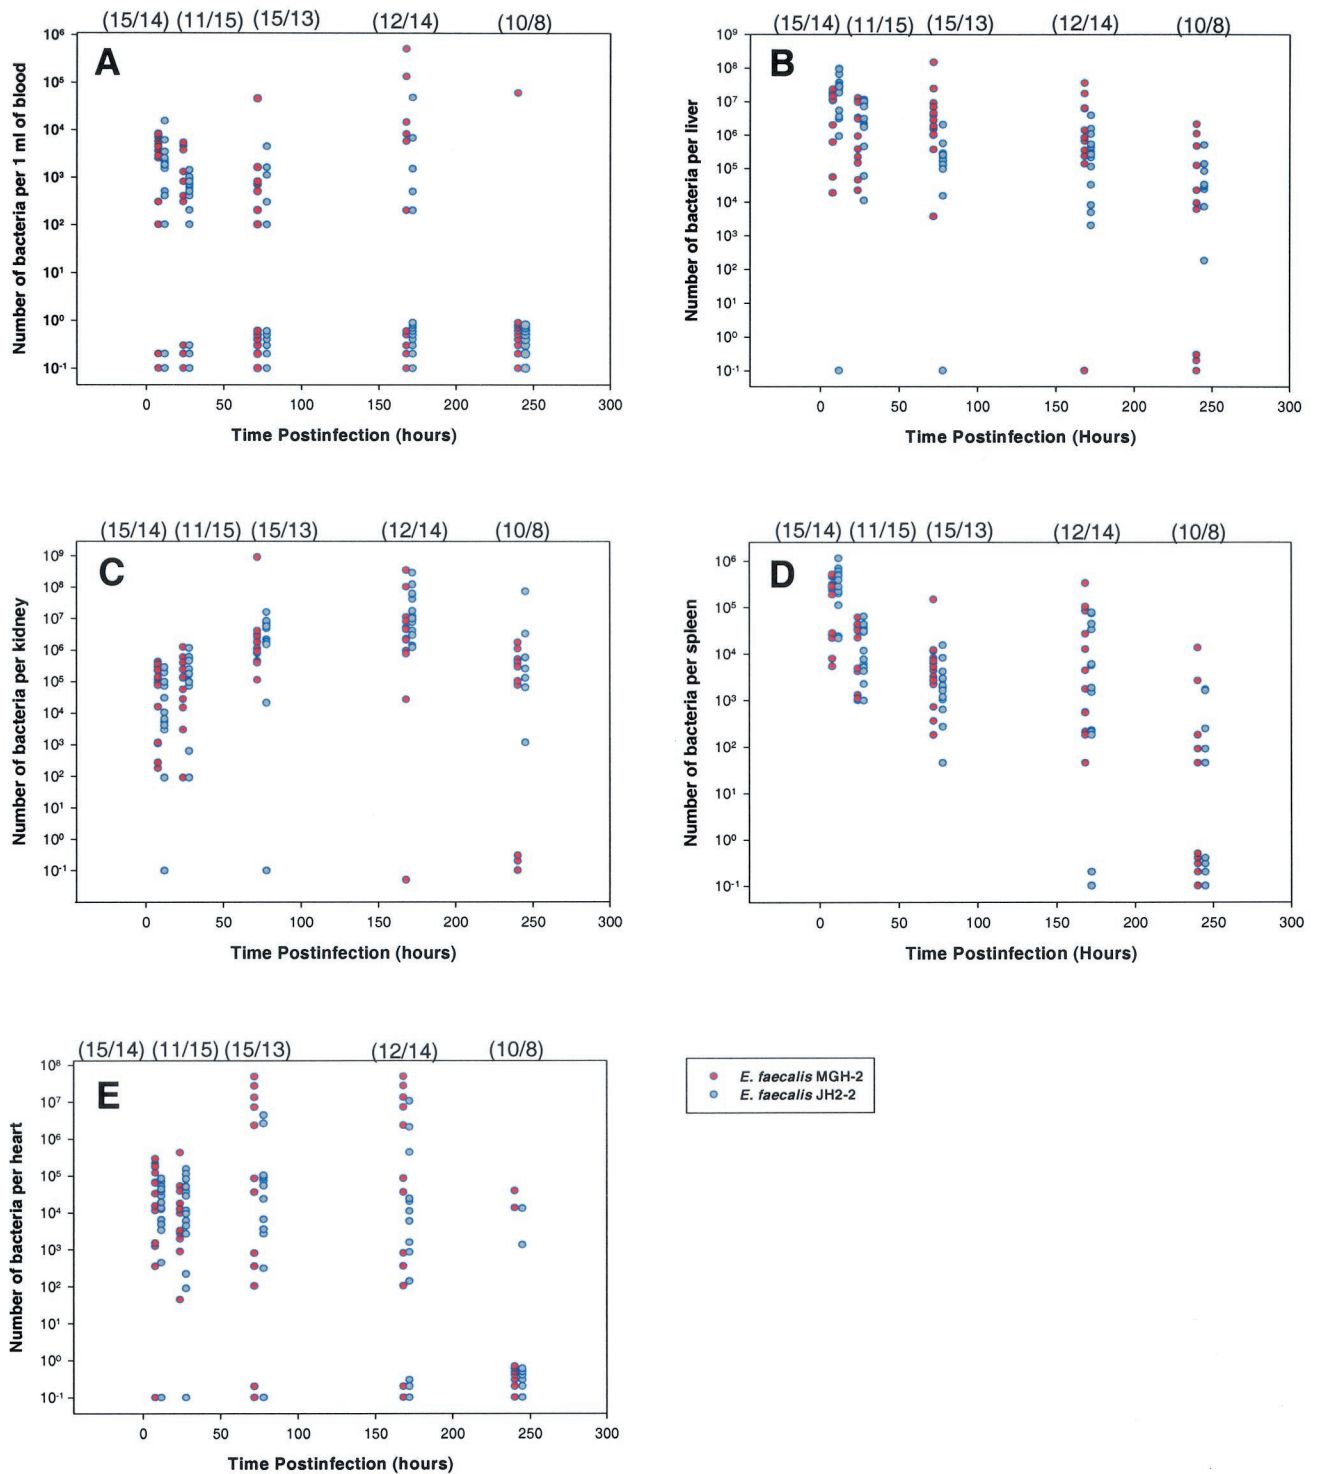 (15/14) (11/15) (15/13) (12/14) (10/8)
A
Number of bacteria per 1 ml of blood
10⁶
10⁵
10⁴
10³
10²
10¹
10⁰
10⁻¹
0 50 100 150 200 250 300
Time Postinfection (hours)
(15/14) (11/15) (15/13) (12/14) (10/8)
B
Number of bacteria per liver
10⁹
10⁸
10⁷
10⁶
10⁵
10⁴
10³
10²
10¹
10⁰
10⁻¹
0 50 100 150 200 250 300
Time Postinfection (Hours)
(15/14) (11/15) (15/13) (12/14) (10/8)
C
Number of bacteria per kidney
10⁹
10⁸
10⁷
10⁶
10⁵
10⁴
10³
10²
10¹
10⁰
10⁻¹
0 50 100 150 200 250 300
Time Postinfection (hours)
(15/14) (11/15) (15/13) (12/14) (10/8)
D
Number of bacteria per spleen
10⁶
10⁵
10⁴
10³
10²
10¹
10⁰
10⁻¹
0 50 100 150 200 250 300
Time Postinfection (Hours)
(15/14) (11/15) (15/13) (12/14) (10/8)
E
Number of bacteria per heart
10⁸
10⁷
10⁶
10⁵
10⁴
10³
10²
10¹
10⁰
10⁻¹
0 50 100 150 200 250 300
Time Postinfection (hours)
E. faecalis MGH-2
E. faecalis JH2-2